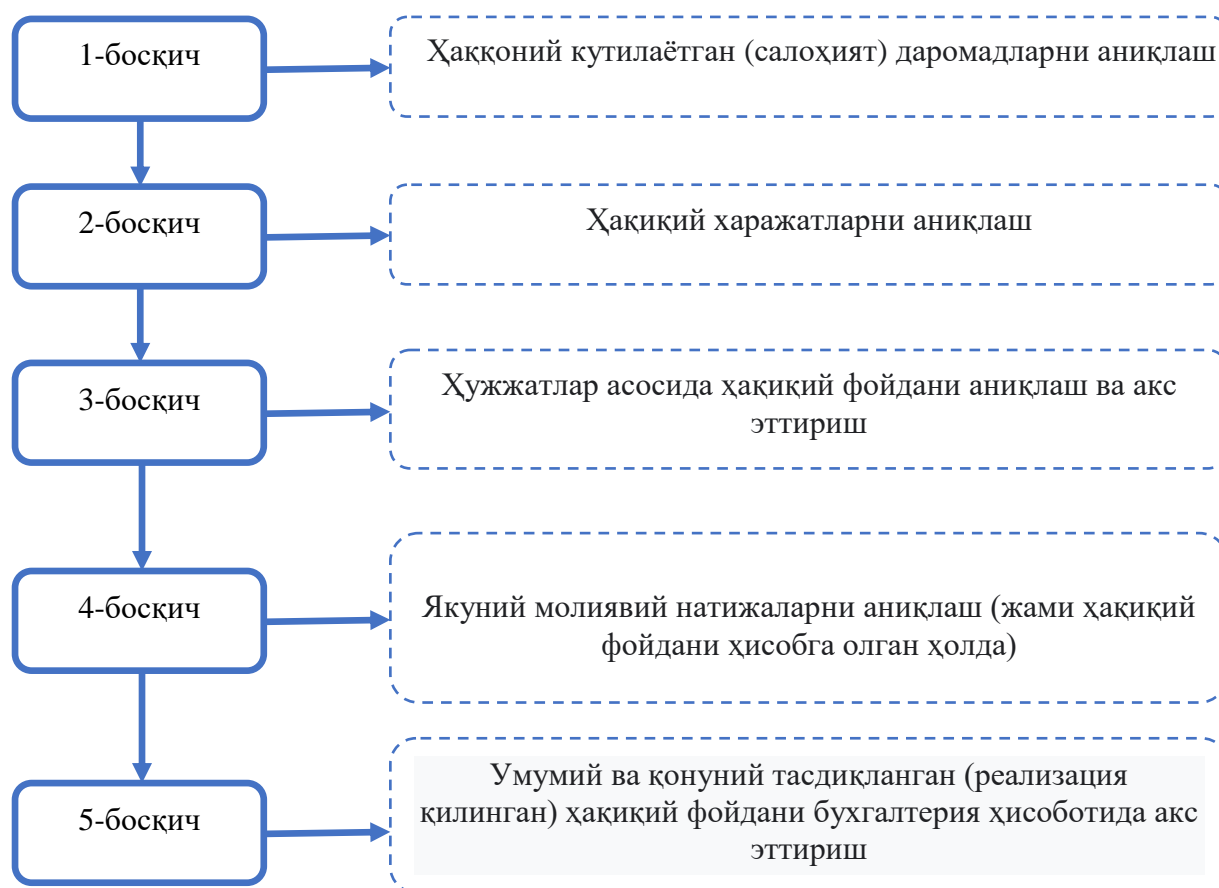 1-босқич
Ҳаққоний кутилаётган (салоҳият) даромадларни аниқлаш
2-босқич
Ҳақиқий харажатларни аниқлаш
3-босқич
Ҳужжатлар асосида ҳақиқий фойдани аниқлаш ва акс
эттириш
4-босқич
Якуний молиявий натижаларни аниқлаш (жами ҳақиқий
фойдани ҳисобга олган ҳолда)
5-босқич
Умумий ва қонуний тасдиқланган (реализация
қилинган) ҳақиқий фойдани бухгалтерия ҳисоботида акс
эттириш